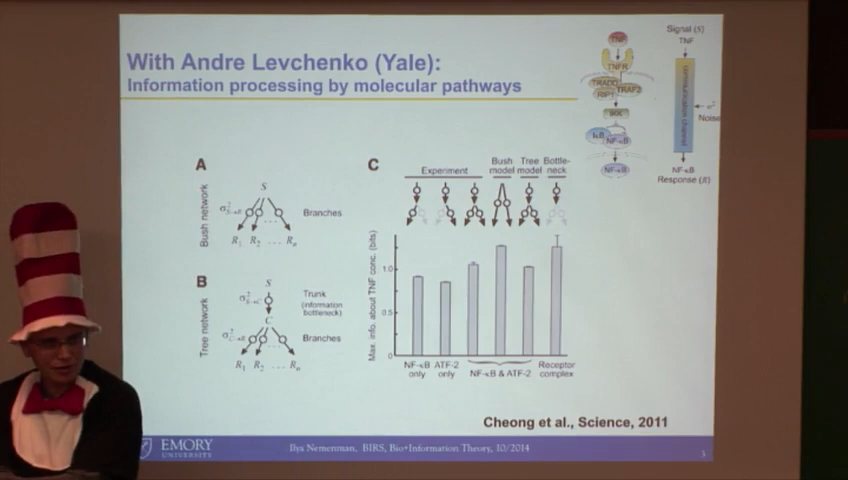 With Andre Levchenko (Yale):
Information processing by molecular pathways
Signal (S)
TNF
TNF
TNFR
TRADD
RIP1
TRAF2
IκB
NF-κB
NF-κB
communication channel
Noise
NF-κB
Response (R)
A
Bush network
S
Branches
R1 R2 ... Rn
B
Tree network
S
Trunk
(information
bottleneck)
C
Branches
R1 R2 ... Rn
C
Experiment
Bush model
Tree model
Bottle-neck
Max. info. about TNF conc. (bits)
1.0
0.5
0
NF-κB only
ATF-2 only
NF-κB & ATF-2
Receptor complex
Cheong et al., Science, 2011
EMORY
UNIVERSITY
Ilya Nemenman, BIRS, Bio+Information Theory, 10/2014
3